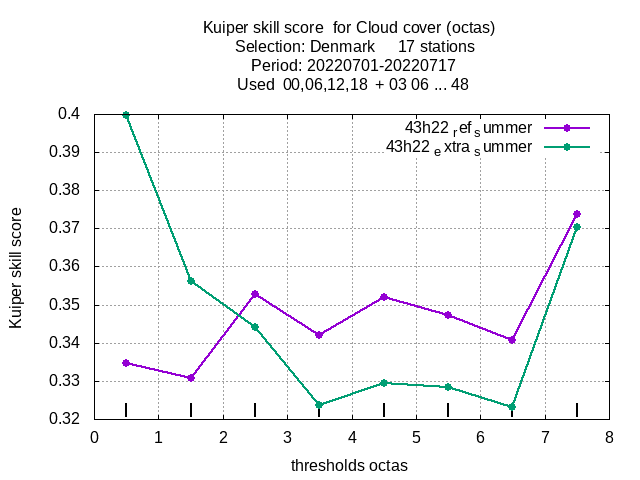 Kuiper skill score  for Cloud cover (octas)
Selection: Denmark     17 stations
Period: 20220701-20220717
Used  00,06,12,18  + 03 06 ... 48
43h22 ref summer
43h22 extra summer
0.4
0.39
0.38
0.37
0.36
0.35
0.34
0.33
0.32
Kuiper skill score
0 1 2 3 4 5 6 7 8
thresholds octas